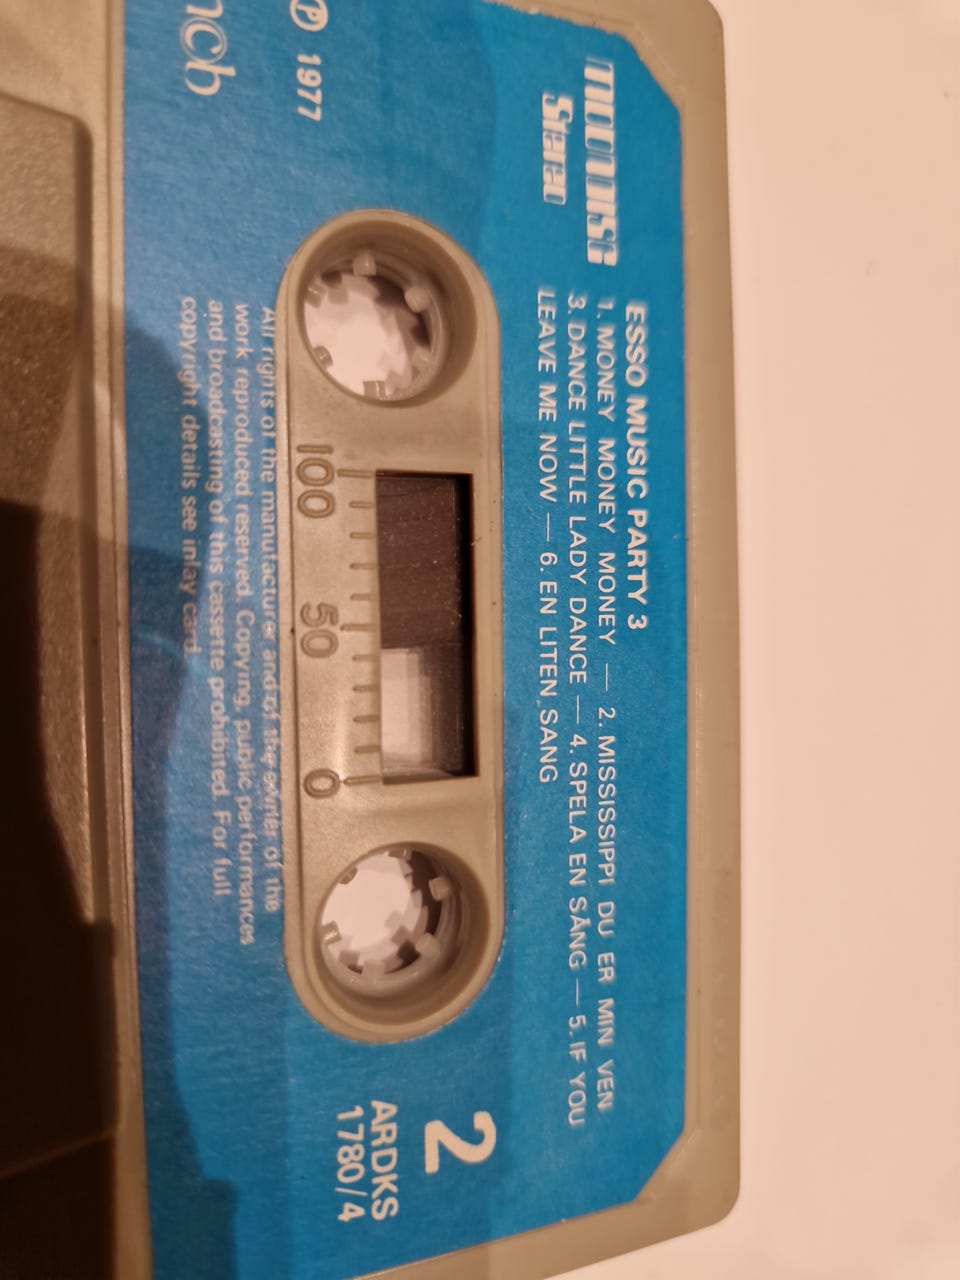 moondisc
Stereo
ESSO MUSIC PARTY 3
1. MONEY MONEY MONEY — 2. MISSISSIPPI DU ER MIN VEN
3. DANCE LITTLE LADY DANCE — 4. SPELA EN SÅNG — 5. IF YOU
LEAVE ME NOW — 6. EN LITEN SANG
2
ARDKS
1780/4
100 50 0
Ⓟ 1977
ncb
All rights of the manufacturer and of the owner of the
work reproduced reserved. Copying, public performances
and broadcasting of this cassette prohibited. For full
copyright details see inlay card.